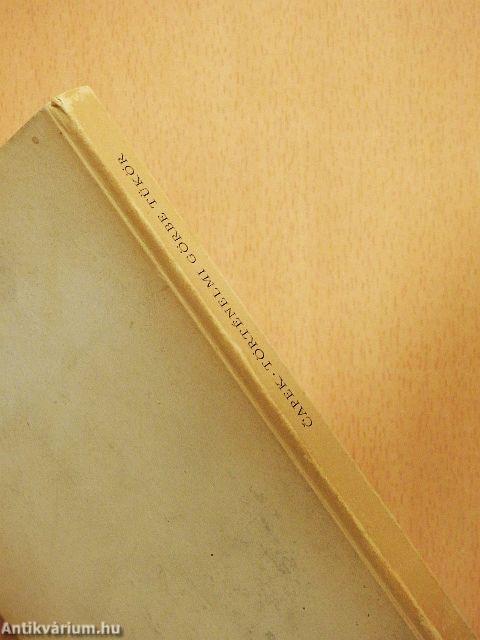 ČAPEK · TÖRTÉNELMI GÖRBE TÜKÖR
Antikvárium.hu